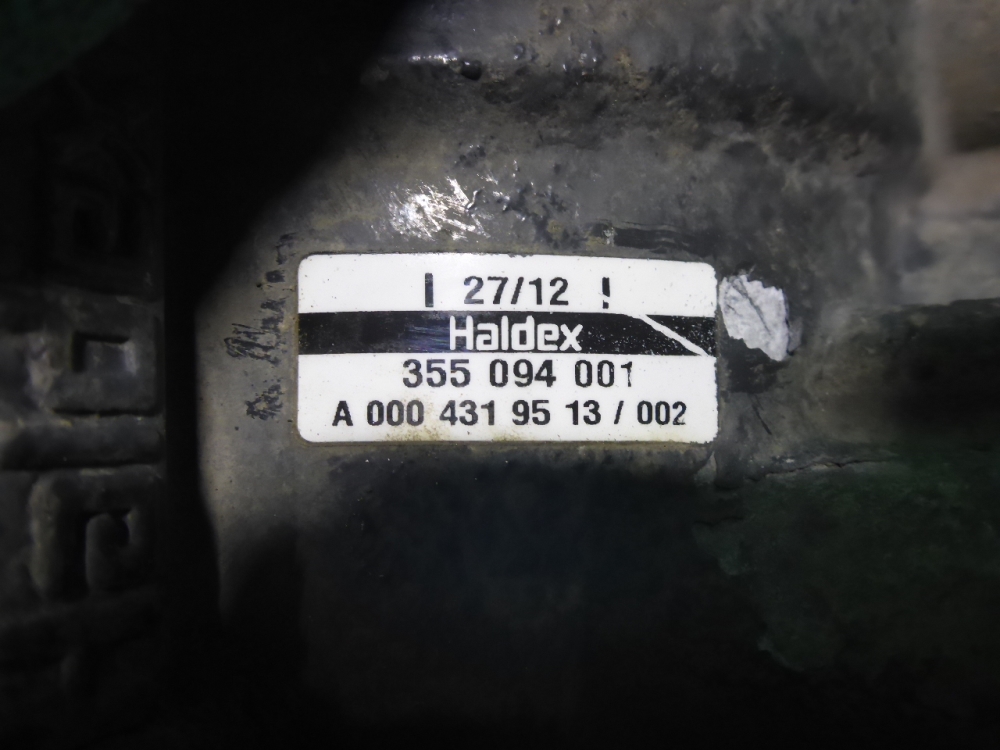 | 27/12 !
Haldex
355 094 001
A 000 431 95 13 / 002